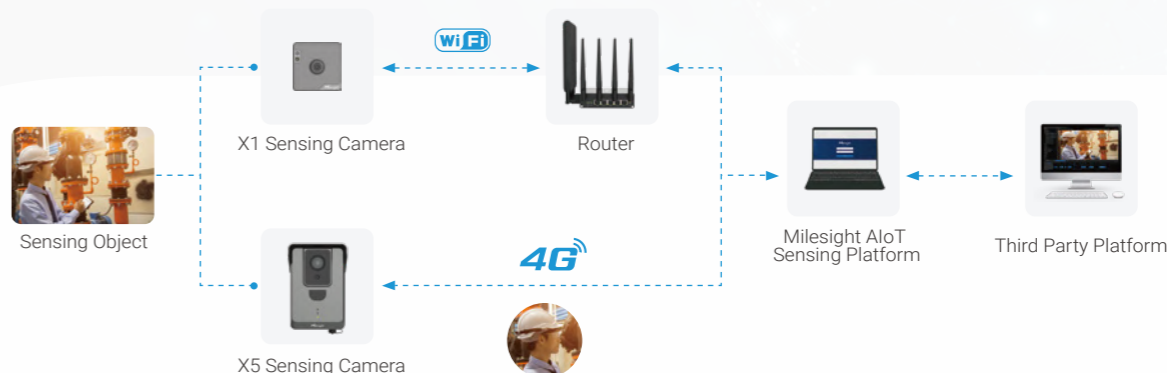 WiFi
X1 Sensing Camera
Router
Sensing Object
Milesight AIoT
Sensing Platform
Third Party Platform
4G
X5 Sensing Camera